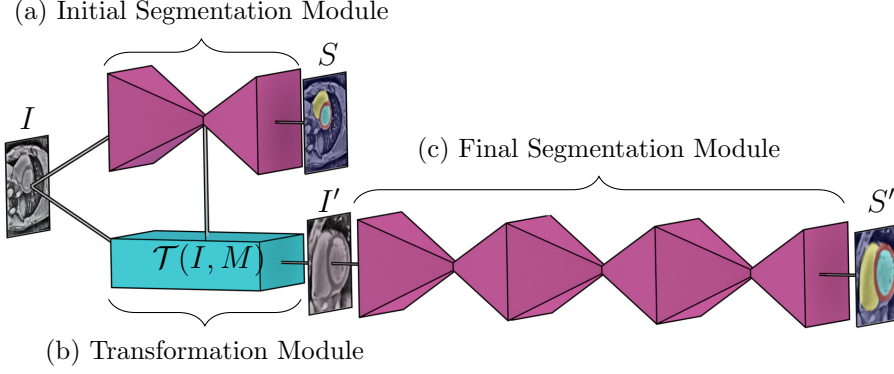 (a) Initial Segmentation Module
S
I
(c) Final Segmentation Module
I′
S′
𝒯(I, M)
(b) Transformation Module